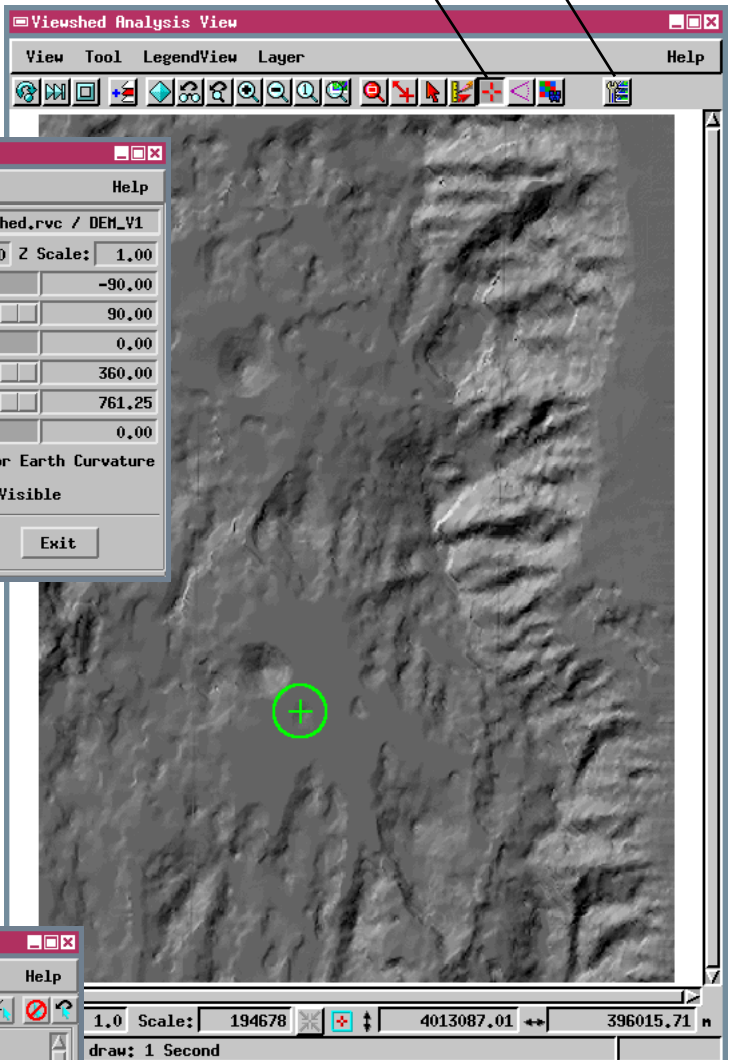 Viewshed Analysis View
View Tool LegendView Layer Help
Help
hed.rvc / DEM_V1
0 Z Scale: 1.00
-90.00
90.00
0.00
360.00
761.25
0.00
or Earth Curvature
Visible
Exit
Help
1.0 Scale: 194678 4013087.01 396015.71 m
draw: 1 Second